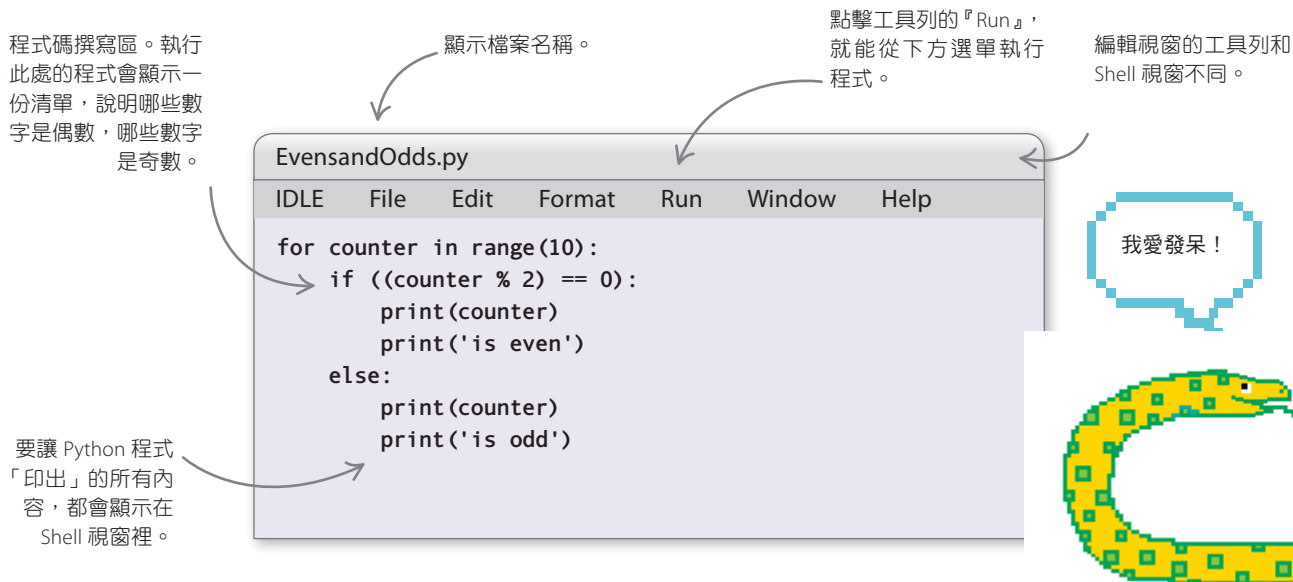 程式碼撰寫區。執行
此處的程式會顯示一
份清單，說明哪些數
字是偶數，哪些數字
是奇數。
顯示檔案名稱。
點擊工具列的『Run』，
就能從下方選單執行
程式。
編輯視窗的工具列和
Shell 視窗不同。
EvensandOdds.py
IDLE File Edit Format Run Window Help
for counter in range(10):
    if ((counter % 2) == 0):
        print(counter)
        print('is even')
    else:
        print(counter)
        print('is odd')
我愛發呆！
要讓 Python 程式
「印出」的所有內
容，都會顯示在
Shell 視窗裡。